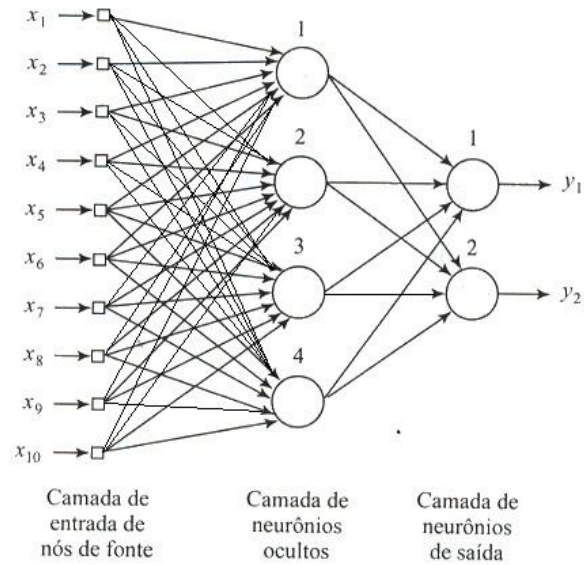 x1
x2
x3
x4
x5
x6
x7
x8
x9
x10
1
2
3
4
1
2
y1
y2
Camada de
entrada de
nós de fonte
Camada de
neurônios
ocultos
Camada de
neurônios
de saída